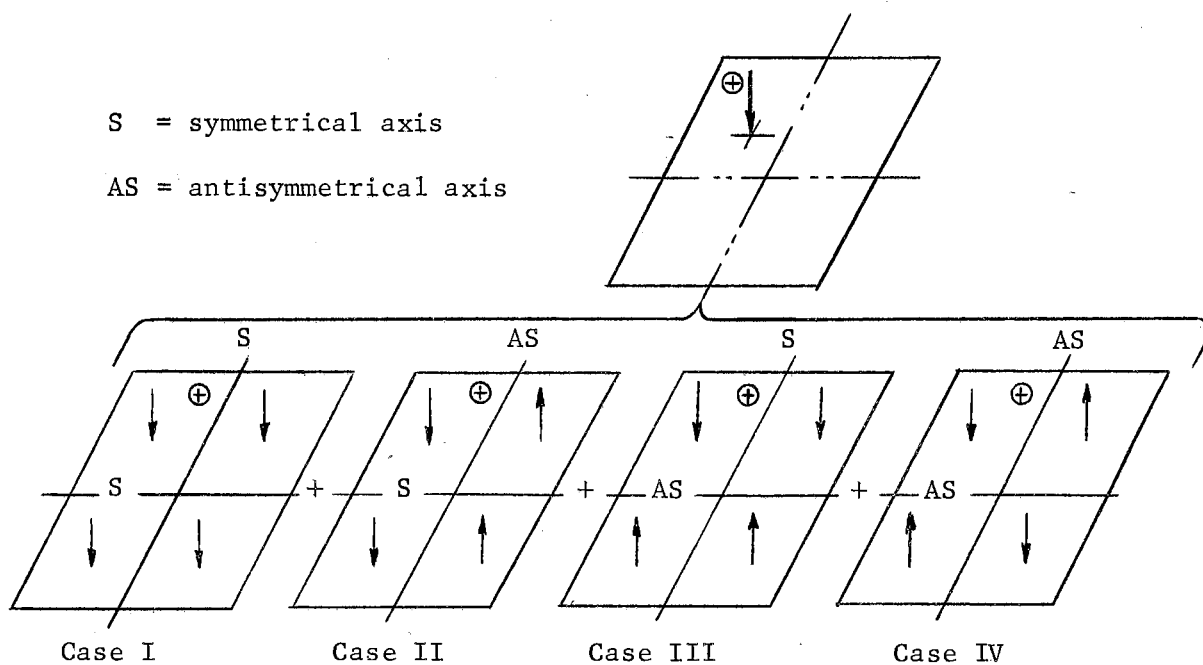 S = symmetrical axis
AS = antisymmetrical axis
S AS S AS
S + S + AS + AS
Case I Case II Case III Case IV